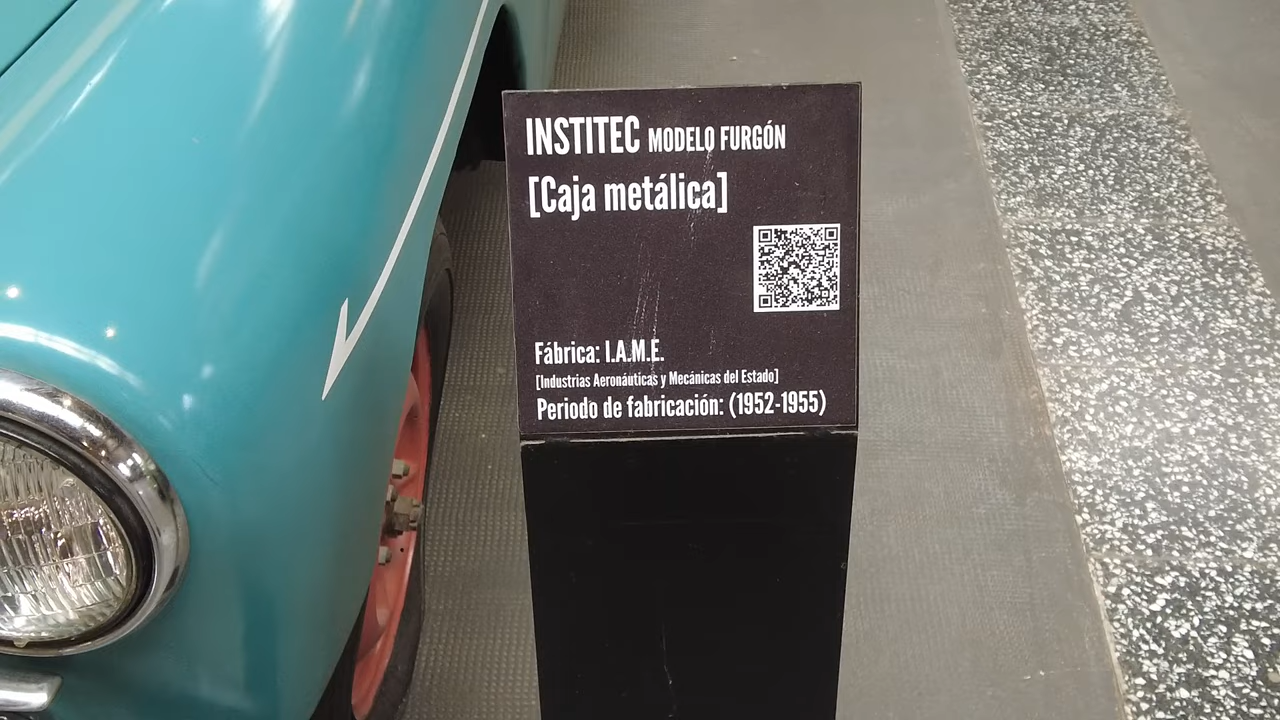 INSTITEC MODELO FURGÓN
[Caja metálica]
Fábrica: I.A.M.E.
[Industrias Aeronáuticas y Mecánicas del Estado]
Periodo de fabricación: (1952-1955)